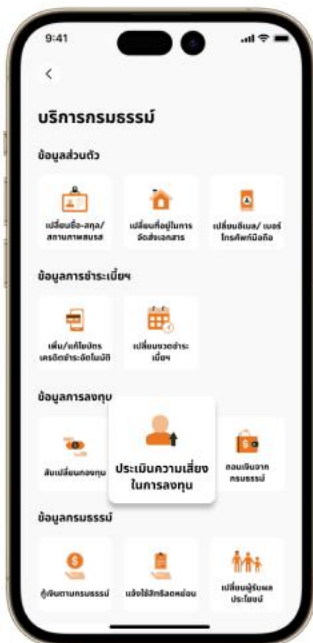 9:41
บริการกรมธรรม์
ข้อมูลส่วนตัว
เปลี่ยนชื่อ-สกุล/
สถานภาพสมรส
เปลี่ยนที่อยู่ในการ
จัดส่งเอกสาร
เปลี่ยนอีเมล/ เบอร์
โทรศัพท์มือถือ
ข้อมูลการชำระเบี้ยฯ
เพิ่ม/แก้ไขบัตร
เครดิตชำระอัตโนมัติ
เปลี่ยนงวดชำระ
เบี้ยฯ
ข้อมูลการลงทุน
สับเปลี่ยนกองทุน
ประเมินความเสี่ยง
ในการลงทุน
ถอนเงินจาก
กรมธรรม์
ข้อมูลกรมธรรม์
กู้เงินตามกรมธรรม์
แจ้งใช้สิทธิลดหย่อน
เปลี่ยนผู้รับผล
ประโยชน์